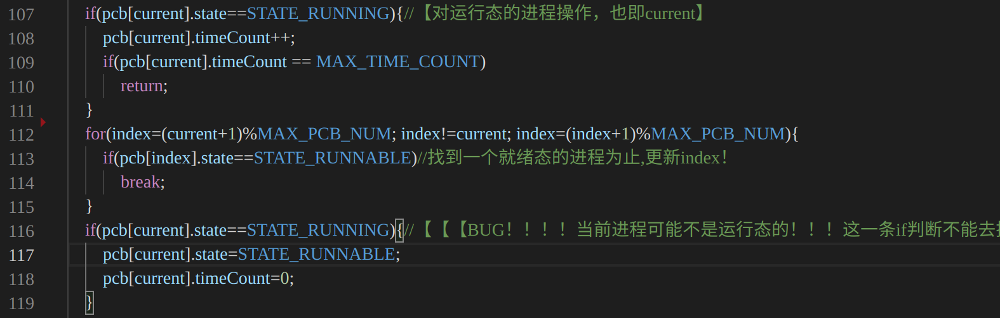 107 if(pcb[current].state==STATE_RUNNING){//【对运行态的进程操作，也即current】
108 pcb[current].timeCount++;
109 if(pcb[current].timeCount == MAX_TIME_COUNT)
110 return;
111 }
112 for(index=(current+1)%MAX_PCB_NUM; index!=current; index=(index+1)%MAX_PCB_NUM){
113 if(pcb[index].state==STATE_RUNNABLE)//找到一个就绪态的进程为止,更新index！
114 break;
115 }
116 if(pcb[current].state==STATE_RUNNING){//【【【BUG！！！！当前进程可能不是运行态的！！！这一条if判断不能去
117 pcb[current].state=STATE_RUNNABLE;
118 pcb[current].timeCount=0;
119 }